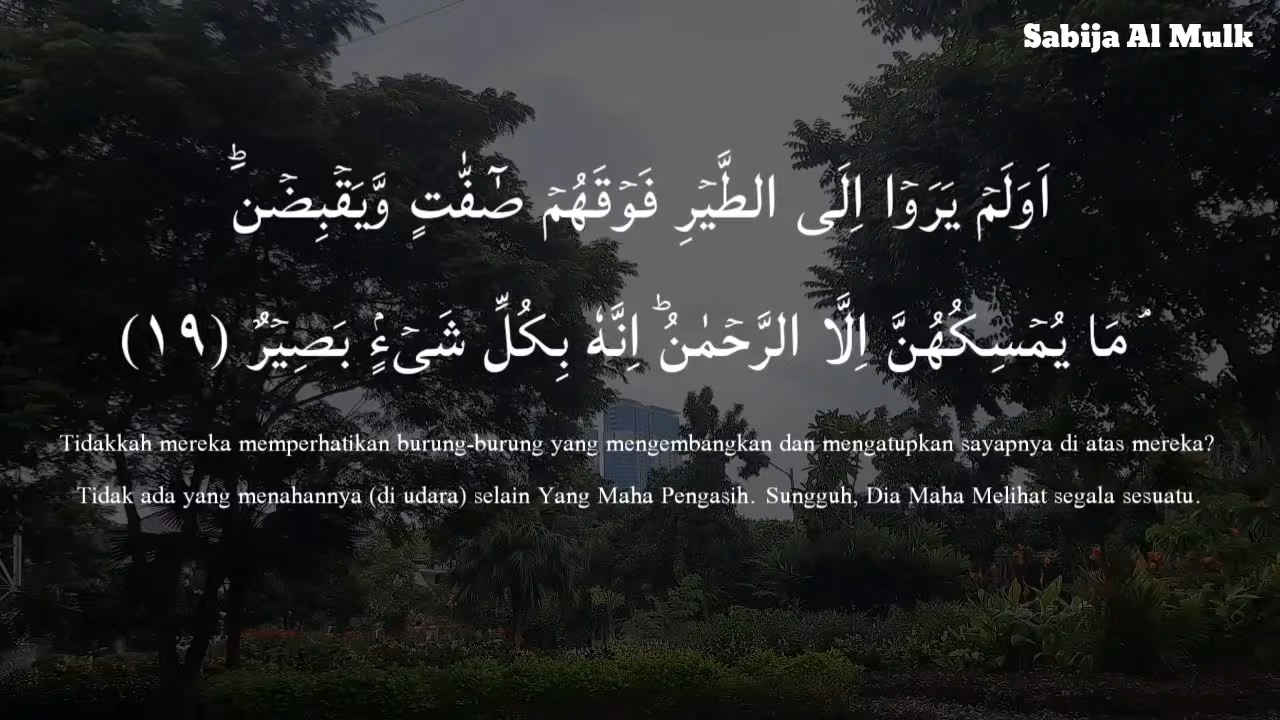 Sabija Al Mulk
اَوَلَمْ يَرَوْا اِلَى الطَّيْرِ فَوْقَهُمْ صٰۤفّٰتٍ وَّيَقْبِضْنَۗ
ۘ مَا يُمْسِكُهُنَّ اِلَّا الرَّحْمٰنُۗ اِنَّهٗ بِكُلِّ شَيْءٍۢ بَصِيْرٌ (١٩)
Tidakkah mereka memperhatikan burung-burung yang mengembangkan dan mengatupkan sayapnya di atas mereka?
Tidak ada yang menahannya (di udara) selain Yang Maha Pengasih. Sungguh, Dia Maha Melihat segala sesuatu.